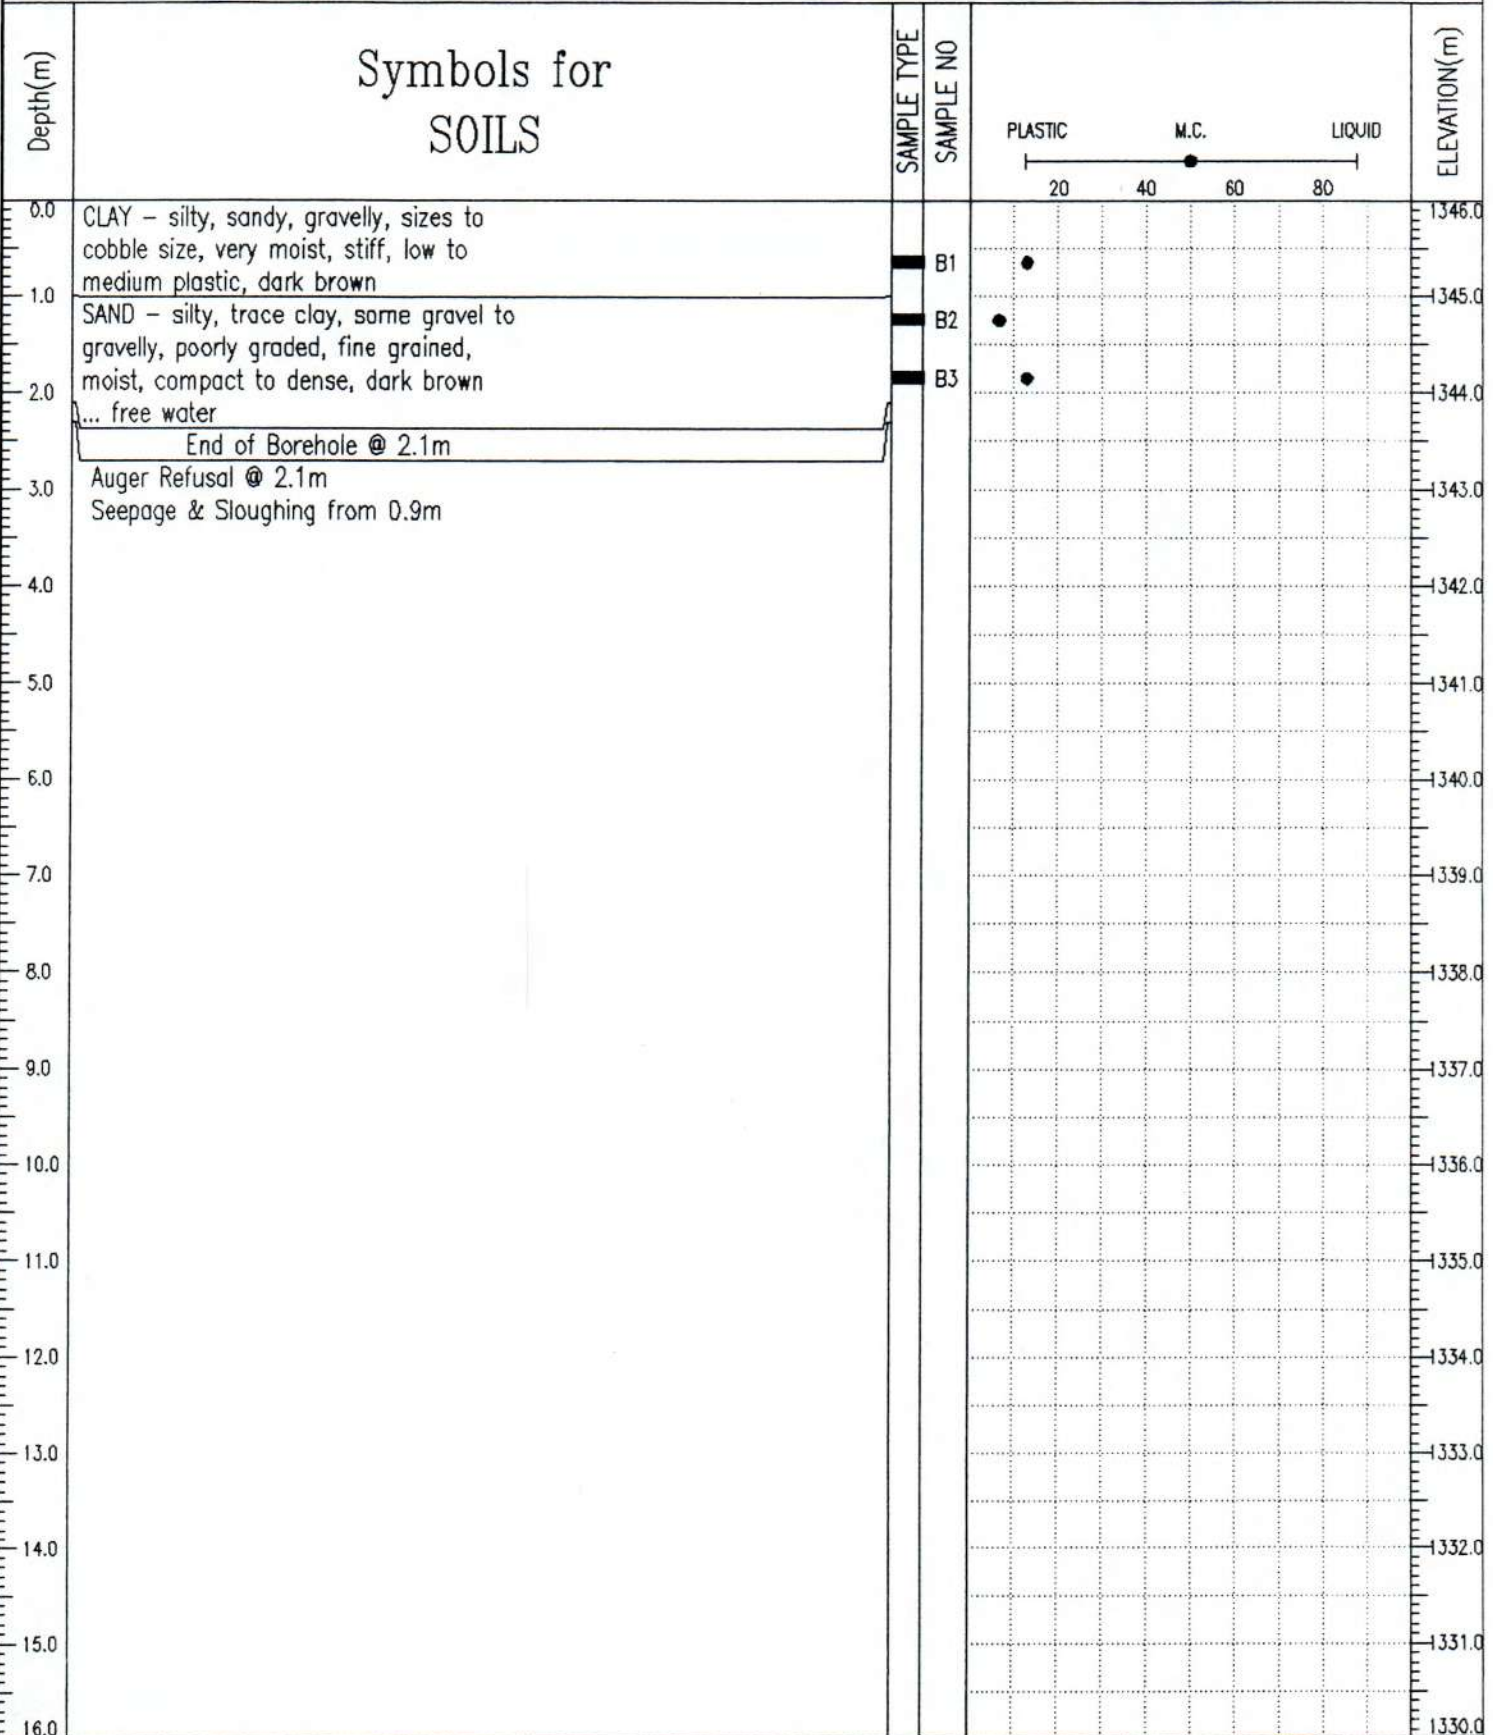 Depth(m)
Symbols for
SOILS
SAMPLE TYPE
SAMPLE NO
PLASTIC M.C. LIQUID
20 40 60 80
ELEVATION(m)
0.0 1346.0
CLAY – silty, sandy, gravelly, sizes to
cobble size, very moist, stiff, low to
medium plastic, dark brown
B1
1.0 1345.0
SAND – silty, trace clay, some gravel to
gravelly, poorly graded, fine grained,
moist, compact to dense, dark brown
B2
B3
2.0 1344.0
... free water
End of Borehole @ 2.1m
Auger Refusal @ 2.1m
3.0 1343.0
Seepage & Sloughing from 0.9m
4.0 1342.0
5.0 1341.0
6.0 1340.0
7.0 1339.0
8.0 1338.0
9.0 1337.0
10.0 1336.0
11.0 1335.0
12.0 1334.0
13.0 1333.0
14.0 1332.0
15.0 1331.0
16.0 1330.0